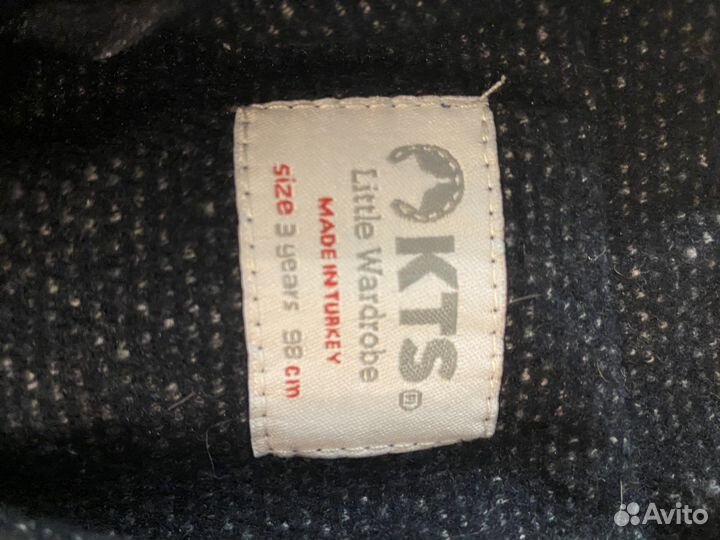 KTS®
Little Wardrobe
MADE IN TURKEY
size 3 years 98 cm
Avito